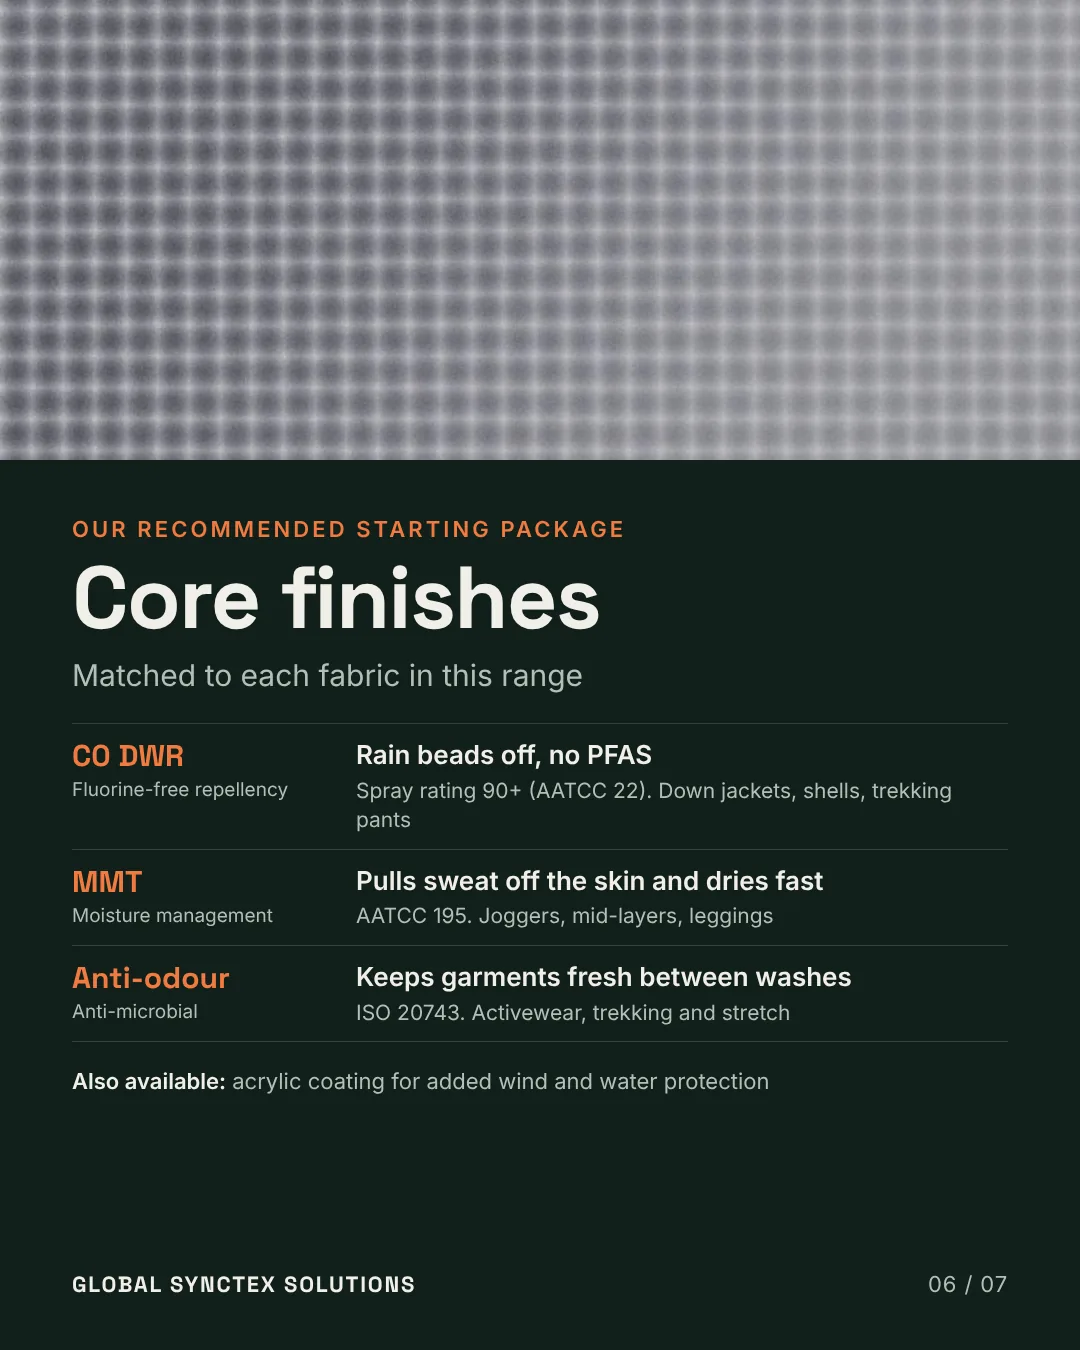 OUR RECOMMENDED STARTING PACKAGE
Core finishes
Matched to each fabric in this range
CO DWR
Fluorine-free repellency
Rain beads off, no PFAS
Spray rating 90+ (AATCC 22). Down jackets, shells, trekking
pants
MMT
Moisture management
Pulls sweat off the skin and dries fast
AATCC 195. Joggers, mid-layers, leggings
Anti-odour
Anti-microbial
Keeps garments fresh between washes
ISO 20743. Activewear, trekking and stretch
Also available: acrylic coating for added wind and water protection
GLOBAL SYNCTEX SOLUTIONS
06 / 07